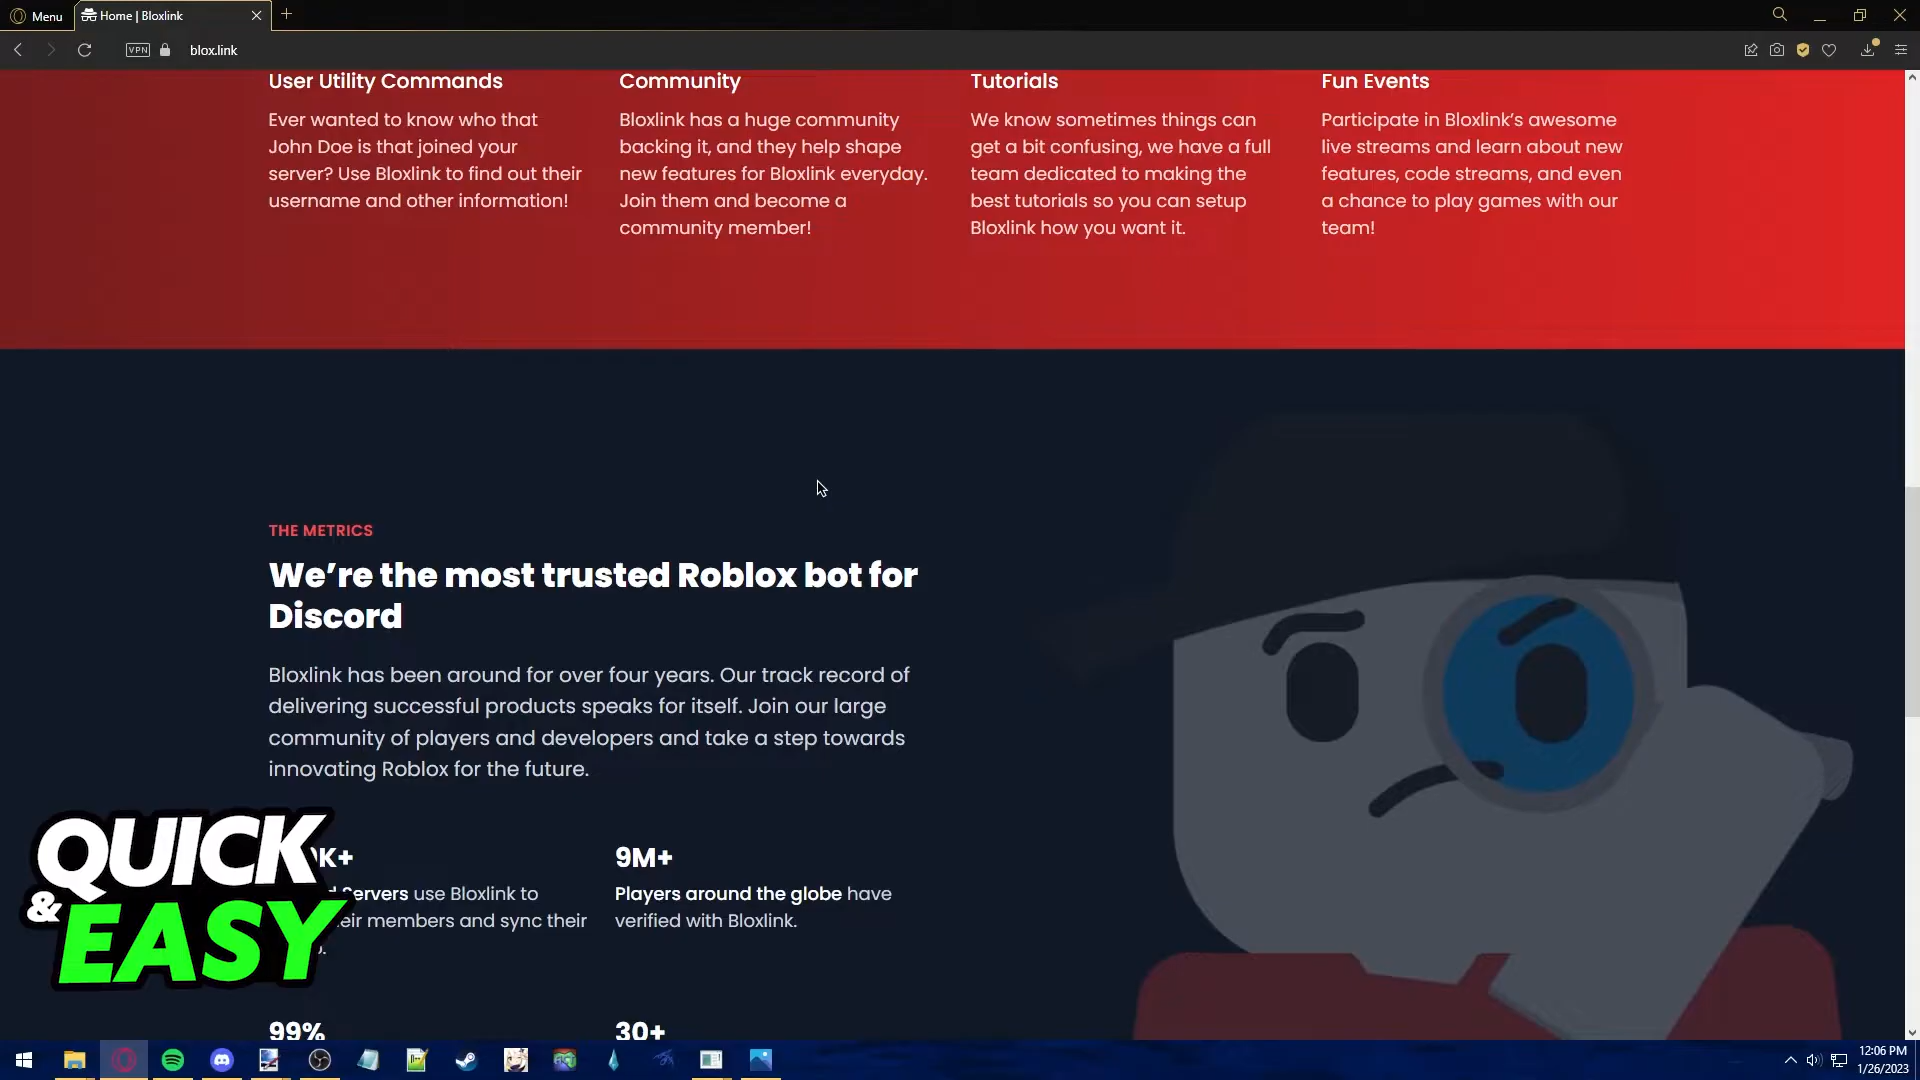 Menu
Home | Bloxlink
VPN
blox.link
User Utility Commands
Ever wanted to know who that
John Doe is that joined your
server? Use Bloxlink to find out their
username and other information!
Community
Bloxlink has a huge community
backing it, and they help shape
new features for Bloxlink everyday.
Join them and become a
community member!
Tutorials
We know sometimes things can
get a bit confusing, we have a full
team dedicated to making the
best tutorials so you can setup
Bloxlink how you want it.
Fun Events
Participate in Bloxlink’s awesome
live streams and learn about new
features, code streams, and even
a chance to play games with our
team!
THE METRICS
We’re the most trusted Roblox bot for
Discord
Bloxlink has been around for over four years. Our track record of
delivering successful products speaks for itself. Join our large
community of players and developers and take a step towards
innovating Roblox for the future.
K+
Servers use Bloxlink to
members and sync their
9M+
Players around the globe have
verified with Bloxlink.
99%
30+
QUICK
&
EASY
12:06 PM
1/26/2023